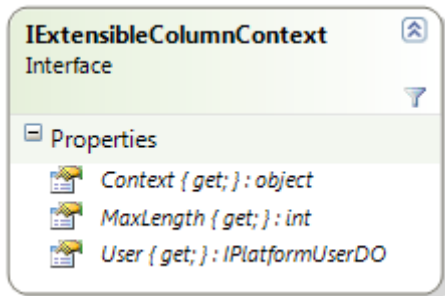 IExtensibleColumnContext
Interface
Properties
Context { get; } : object
MaxLength { get; } : int
User { get; } : IPlatformUserDO